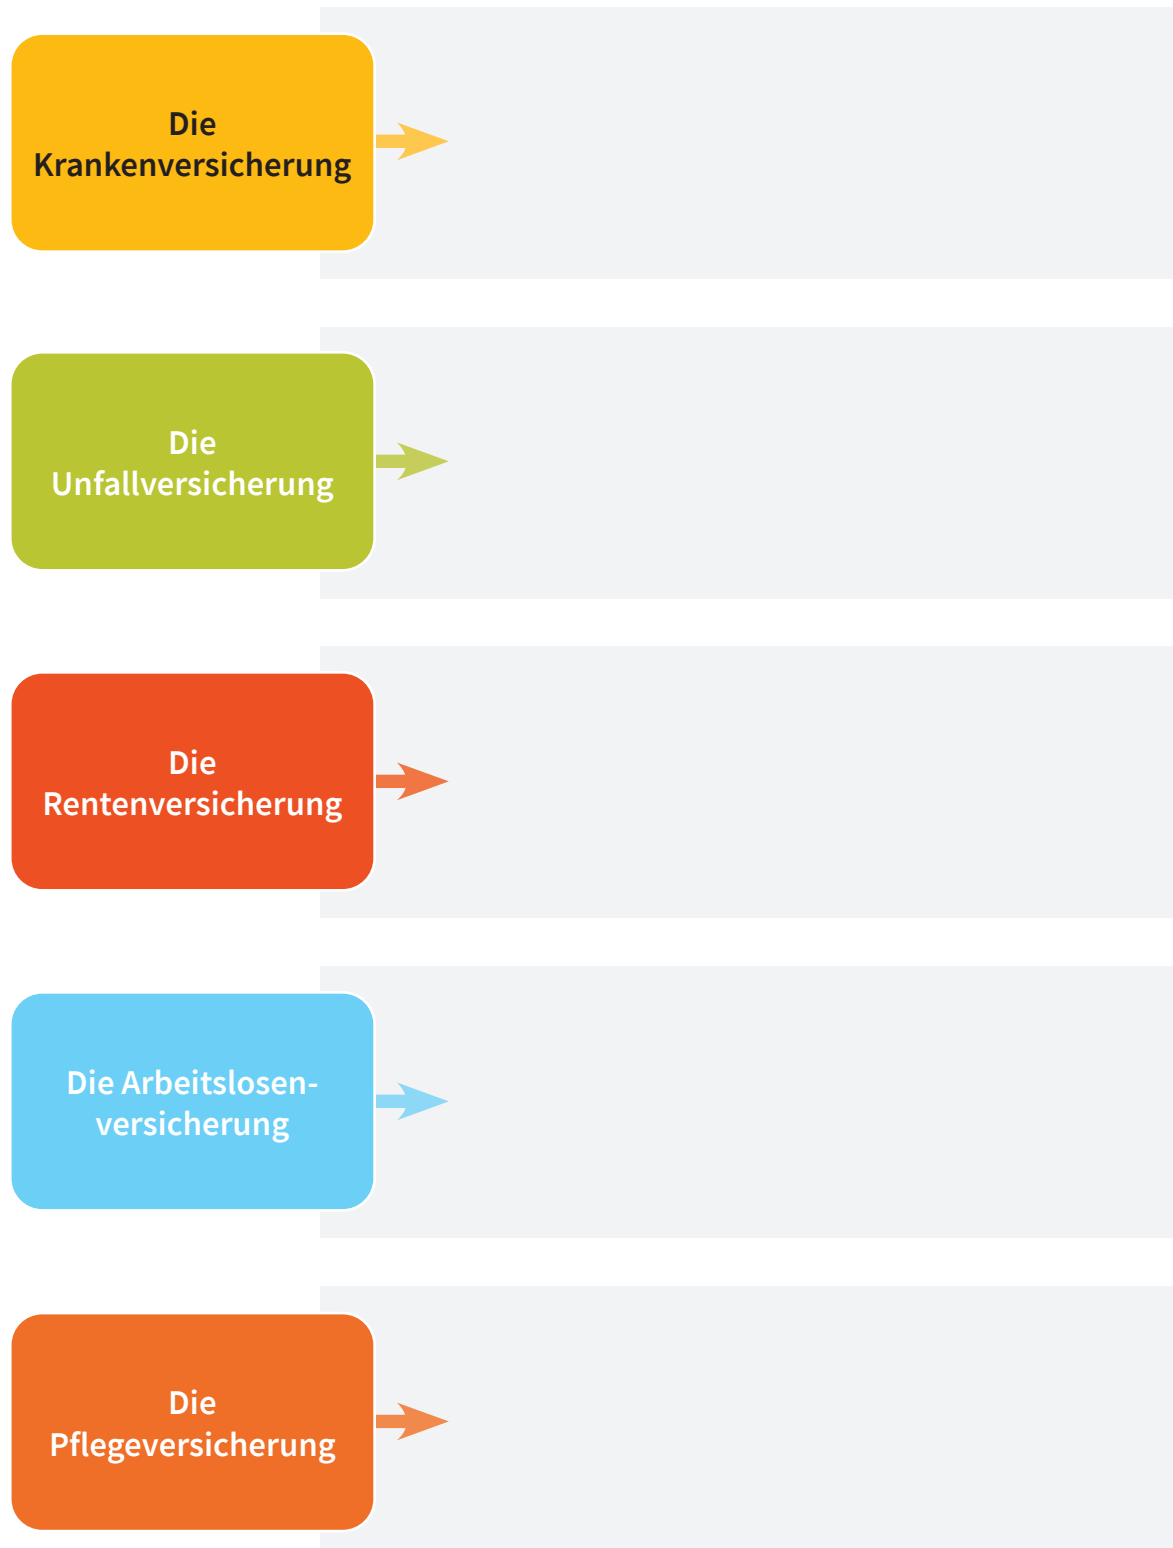 Die
Krankenversicherung
Die
Unfallversicherung
Die
Rentenversicherung
Die Arbeitslosen-
versicherung
Die
Pflegeversicherung